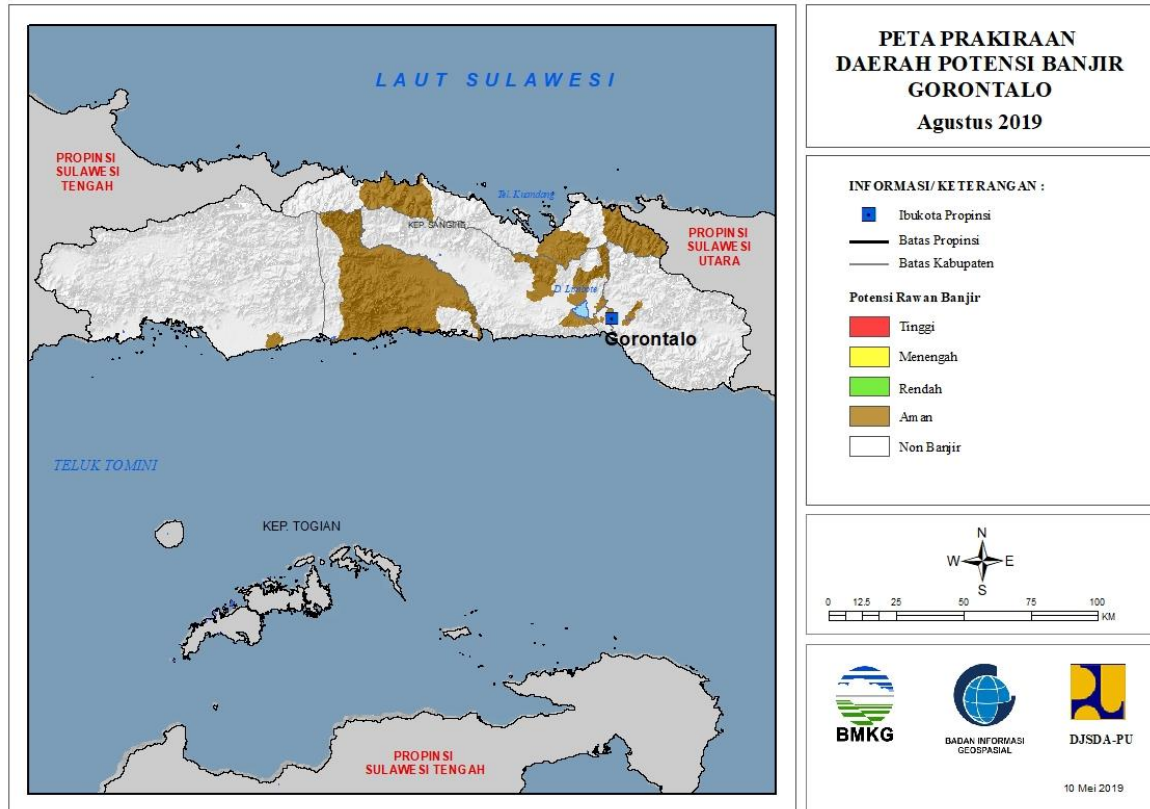 LAUT SULAWESI
PROPINSI
SULAWESI
TENGAH
Tel. Kwandang
KEP. SANGIHE
PROPINSI
SULAWESI
UTARA
D. Limboto
Gorontalo
TELUK TOMINI
KEP. TOGIAN
PROPINSI
SULAWESI TENGAH
PETA PRAKIRAAN
DAERAH POTENSI BANJIR
GORONTALO
Agustus 2019
INFORMASI/ KETERANGAN :
Ibukota Propinsi
Batas Propinsi
Batas Kabupaten
Potensi Rawan Banjir
Tinggi
Menengah
Rendah
Aman
Non Banjir
N
W E
S
0 12.5 25 50 75 100
KM
BMKG
BADAN INFORMASI
GEOSPASIAL
DJSDA-PU
10 Mei 2019